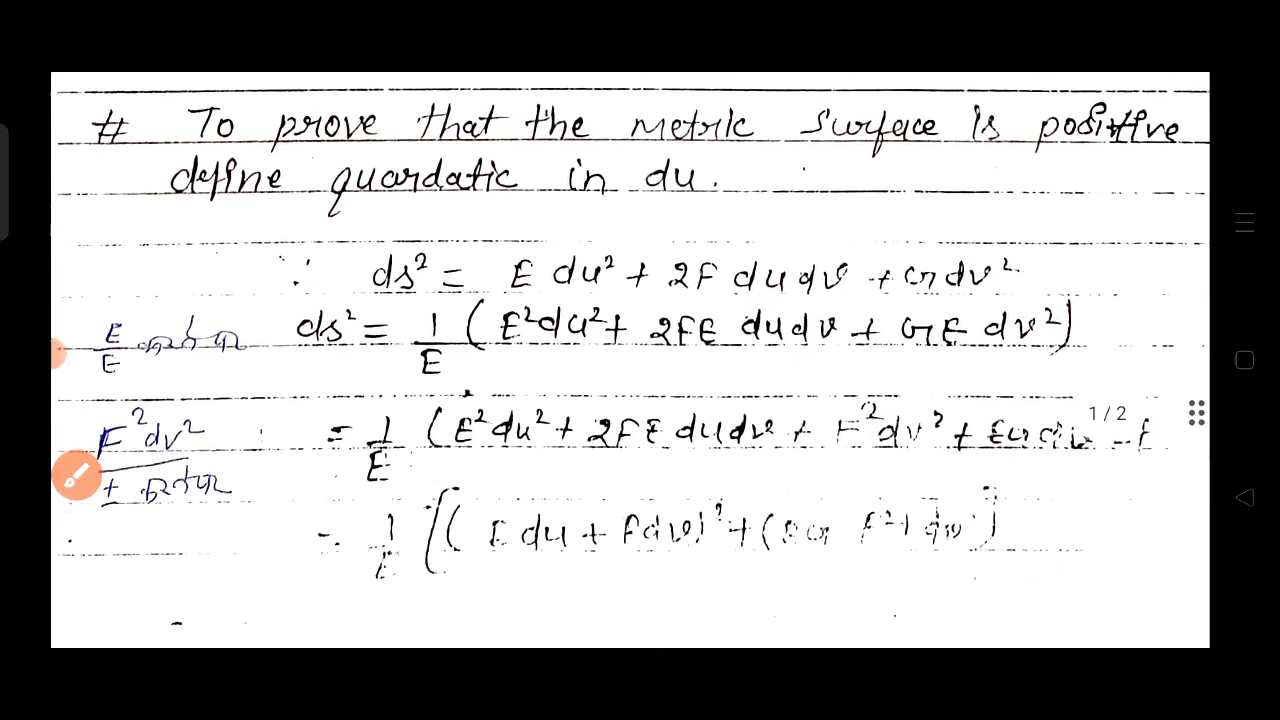 # To prove that the metric surface is positive
define quardatic in du.
∵ ds² = E du² + 2F du dv + G dv²
E/E ds² = 1/E ( E²du² + 2FE du dv + GE dv² )
F²dv² = 1/E ( E²du² + 2FE du dv + F²dv² +
1/2
±
= 1/E [( E du + F dv )² + (